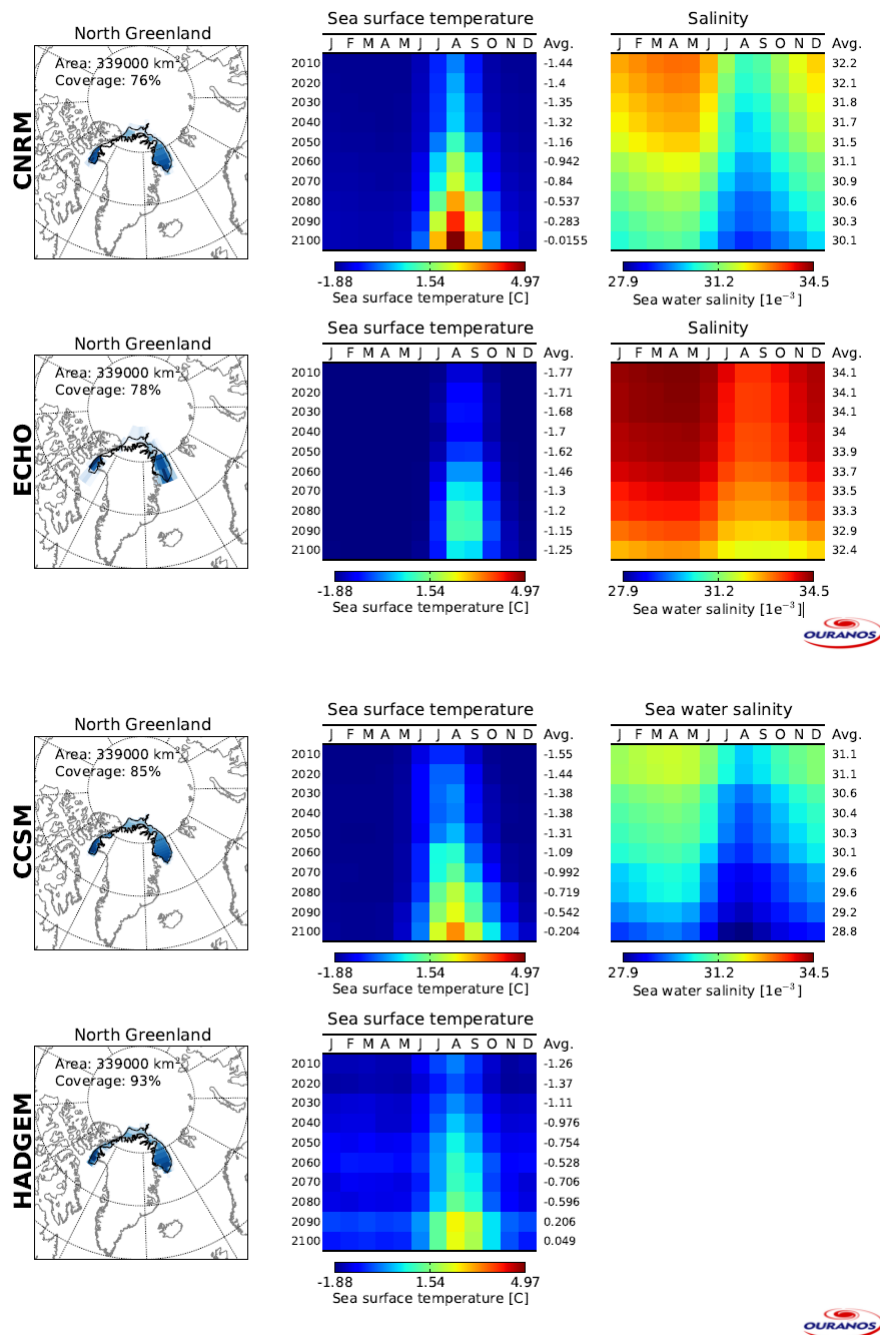 CNRM
North Greenland
Area: 339000 km²
Coverage: 76%
Sea surface temperature
J F M A M J J A S O N D Avg.
2010 -1.44
2020 -1.4
2030 -1.35
2040 -1.32
2050 -1.16
2060 -0.942
2070 -0.84
2080 -0.537
2090 -0.283
2100 -0.0155
-1.88 1.54 4.97
Sea surface temperature [C]
Salinity
J F M A M J J A S O N D Avg.
32.2
32.1
31.8
31.7
31.5
31.1
30.9
30.6
30.3
30.1
27.9 31.2 34.5
Sea water salinity [1e⁻³]
ECHO
North Greenland
Area: 339000 km²
Coverage: 78%
Sea surface temperature
J F M A M J J A S O N D Avg.
2010 -1.77
2020 -1.71
2030 -1.68
2040 -1.7
2050 -1.62
2060 -1.46
2070 -1.3
2080 -1.2
2090 -1.15
2100 -1.25
-1.88 1.54 4.97
Sea surface temperature [C]
Salinity
J F M A M J J A S O N D Avg.
34.1
34.1
34.1
34
33.9
33.7
33.5
33.3
32.9
32.4
27.9 31.2 34.5
Sea water salinity [1e⁻³]
OURANOS
CCSM
North Greenland
Area: 339000 km²
Coverage: 85%
Sea surface temperature
J F M A M J J A S O N D Avg.
2010 -1.55
2020 -1.44
2030 -1.38
2040 -1.38
2050 -1.31
2060 -1.09
2070 -0.992
2080 -0.719
2090 -0.542
2100 -0.204
-1.88 1.54 4.97
Sea surface temperature [C]
Sea water salinity
J F M A M J J A S O N D Avg.
31.1
31.1
30.6
30.4
30.3
30.1
29.6
29.6
29.2
28.8
27.9 31.2 34.5
Sea water salinity [1e⁻³]
HADGEM
North Greenland
Area: 339000 km²
Coverage: 93%
Sea surface temperature
J F M A M J J A S O N D Avg.
2010 -1.26
2020 -1.37
2030 -1.11
2040 -0.976
2050 -0.754
2060 -0.528
2070 -0.706
2080 -0.596
2090 0.206
2100 0.049
-1.88 1.54 4.97
Sea surface temperature [C]
OURANOS